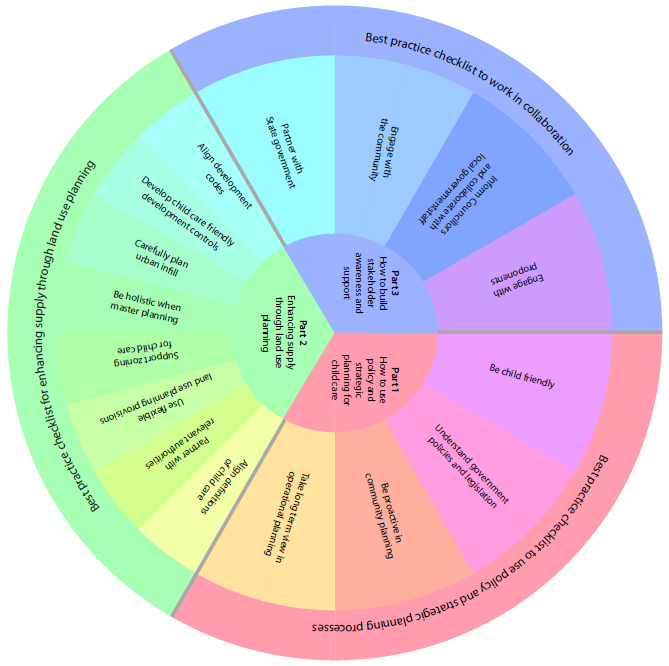 Best practice checklist to work in collaboration
Partner with
State government
Engage with
the community
Inform Councillors
and collaborate with
local government staff
Engage with
proponents
Part 3
How to build
stakeholder
awareness and
support
Best practice checklist for enhancing supply through land use planning
Align development
codes
Develop child care friendly
development controls
Carefully plan
urban infill
Be holistic when
master planning
Support zoning
for child care
Use flexible
land use planning provisions
Partner with
relevant authorities
Align definitions
of child care
Part 2
Enhancing supply
through land use
planning
Part 1
How to use
policy and
strategic
planning for
child care
Be child friendly
Understand government
policies and legislation
Be proactive in
community planning
Take long term view in
operational planning
Best practice checklist to use policy and strategic planning processes